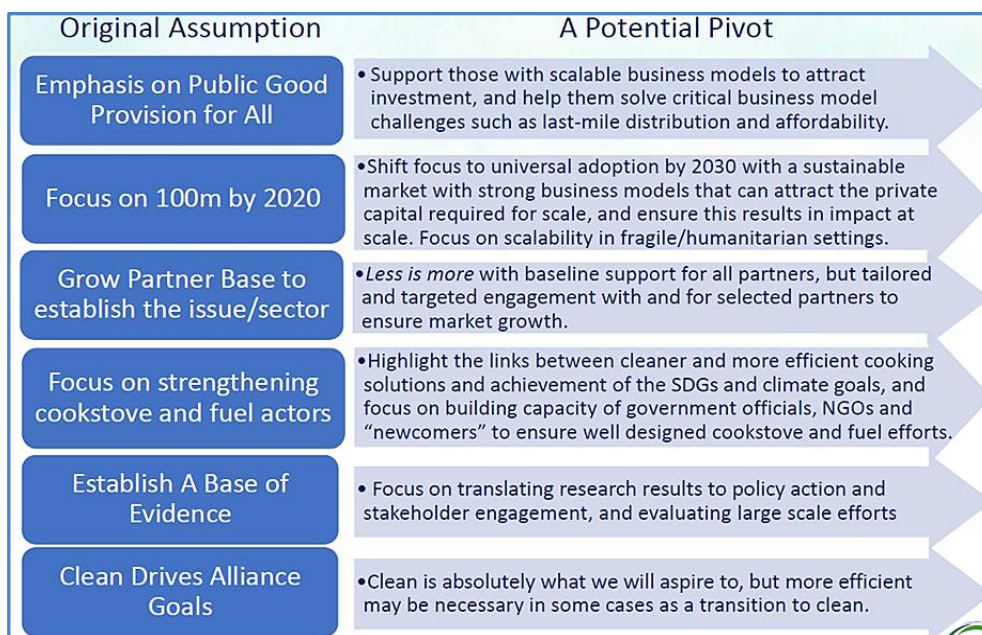 Original Assumption
A Potential Pivot
Emphasis on Public Good
Provision for All
• Support those with scalable business models to attract
investment, and help them solve critical business model
challenges such as last-mile distribution and affordability.
Focus on 100m by 2020
•Shift focus to universal adoption by 2030 with a sustainable
market with strong business models that can attract the private
capital required for scale, and ensure this results in impact at
scale. Focus on scalability in fragile/humanitarian settings.
Grow Partner Base to
establish the issue/sector
•Less is more with baseline support for all partners, but tailored
and targeted engagement with and for selected partners to
ensure market growth.
Focus on strengthening
cookstove and fuel actors
•Highlight the links between cleaner and more efficient cooking
solutions and achievement of the SDGs and climate goals, and
focus on building capacity of government officials, NGOs and
“newcomers” to ensure well designed cookstove and fuel efforts.
Establish A Base of
Evidence
• Focus on translating research results to policy action and
stakeholder engagement, and evaluating large scale efforts
Clean Drives Alliance
Goals
•Clean is absolutely what we will aspire to, but more efficient
may be necessary in some cases as a transition to clean.